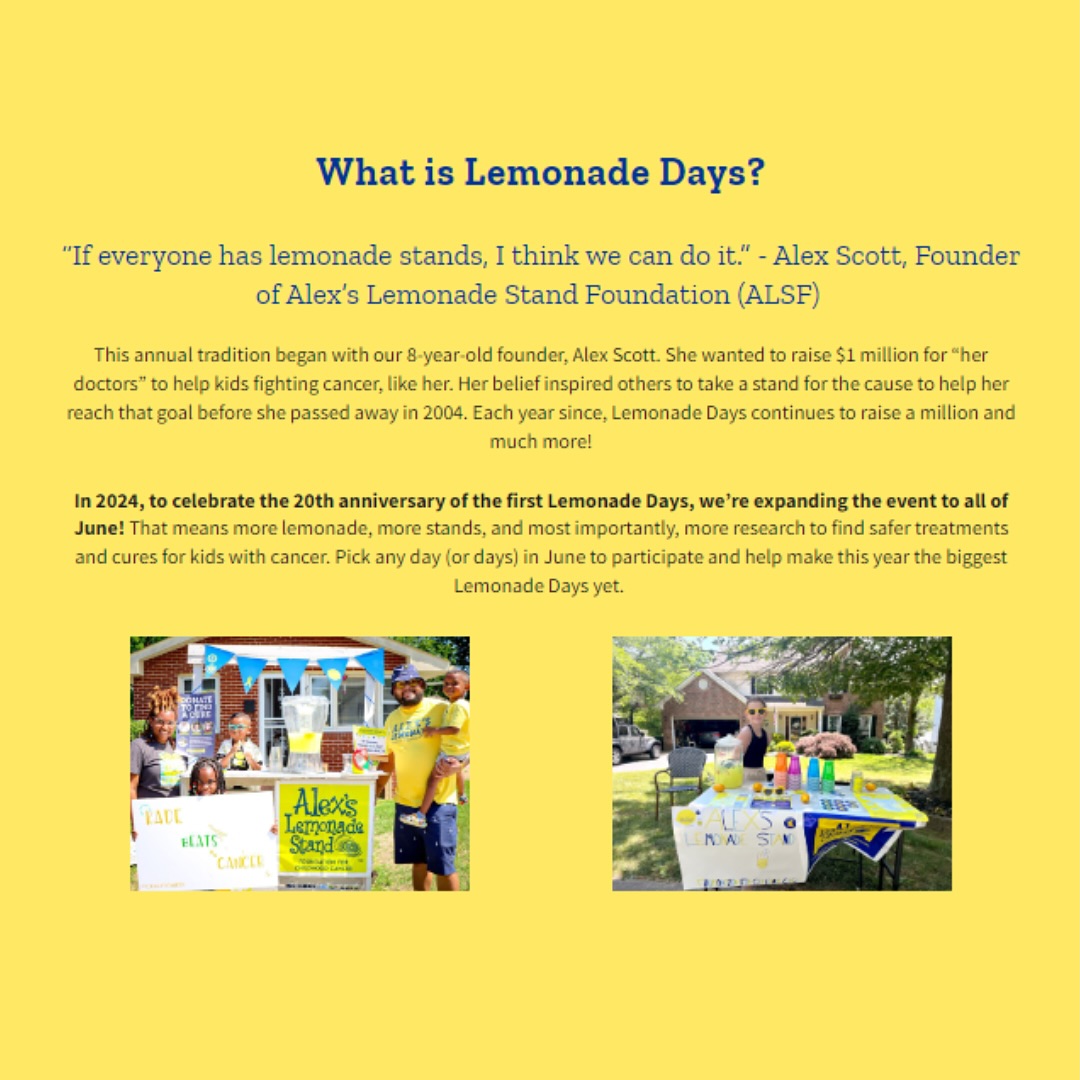 What is Lemonade Days?
“If everyone has lemonade stands, I think we can do it.” - Alex Scott, Founder
of Alex’s Lemonade Stand Foundation (ALSF)
This annual tradition began with our 8-year-old founder, Alex Scott. She wanted to raise $1 million for “her
doctors” to help kids fighting cancer, like her. Her belief inspired others to take a stand for the cause to help her
reach that goal before she passed away in 2004. Each year since, Lemonade Days continues to raise a million and
much more!
In 2024, to celebrate the 20th anniversary of the first Lemonade Days, we’re expanding the event to all of
June! That means more lemonade, more stands, and most importantly, more research to find safer treatments
and cures for kids with cancer. Pick any day (or days) in June to participate and help make this year the biggest
Lemonade Days yet.
DONATE
TO FIND
A CURE
BEATS
CANCER
Alex's
Lemonade
Stand
FOUNDATION FOR
CHILDHOOD CANCER
ALEX'S
LEMONADE STAND